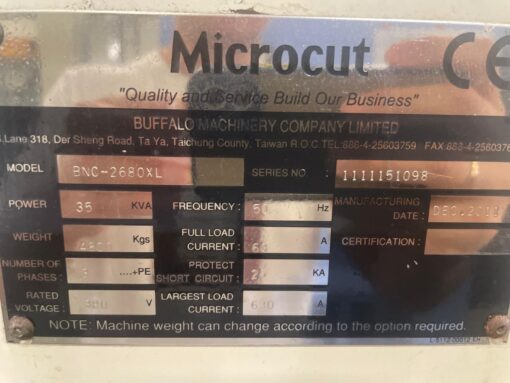 Microcut
CE
"Quality and Service Build Our Business"
BUFFALO MACHINERY COMPANY LIMITED
Lane 318, Der Sheng Road, Ta Ya, Taichung County, Taiwan R.O.C TEL:886-4-25603759 FAX:886-4-2560376
MODEL BNC-2680XL SERIES NO : 1111151098
POWER : 35 KVA FREQUENCY : 50 Hz MANUFACTURING DATE :
WEIGHT Kgs FULL LOAD CURRENT : A CERTIFICATION :
NUMBER OF PHASES : 3 ....+PE PROTECT SHORT CIRCUIT : KA
RATED VOLTAGE : V LARGEST LOAD CURRENT : A
NOTE: Machine weight can change according to the option required.